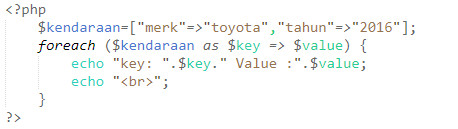 <?php
$kendaraan=["merk"=>"toyota","tahun"=>"2016"];
foreach ($kendaraan as $key => $value) {
echo "key: ".$key." Value :".$value;
echo "<br>";
}
?>